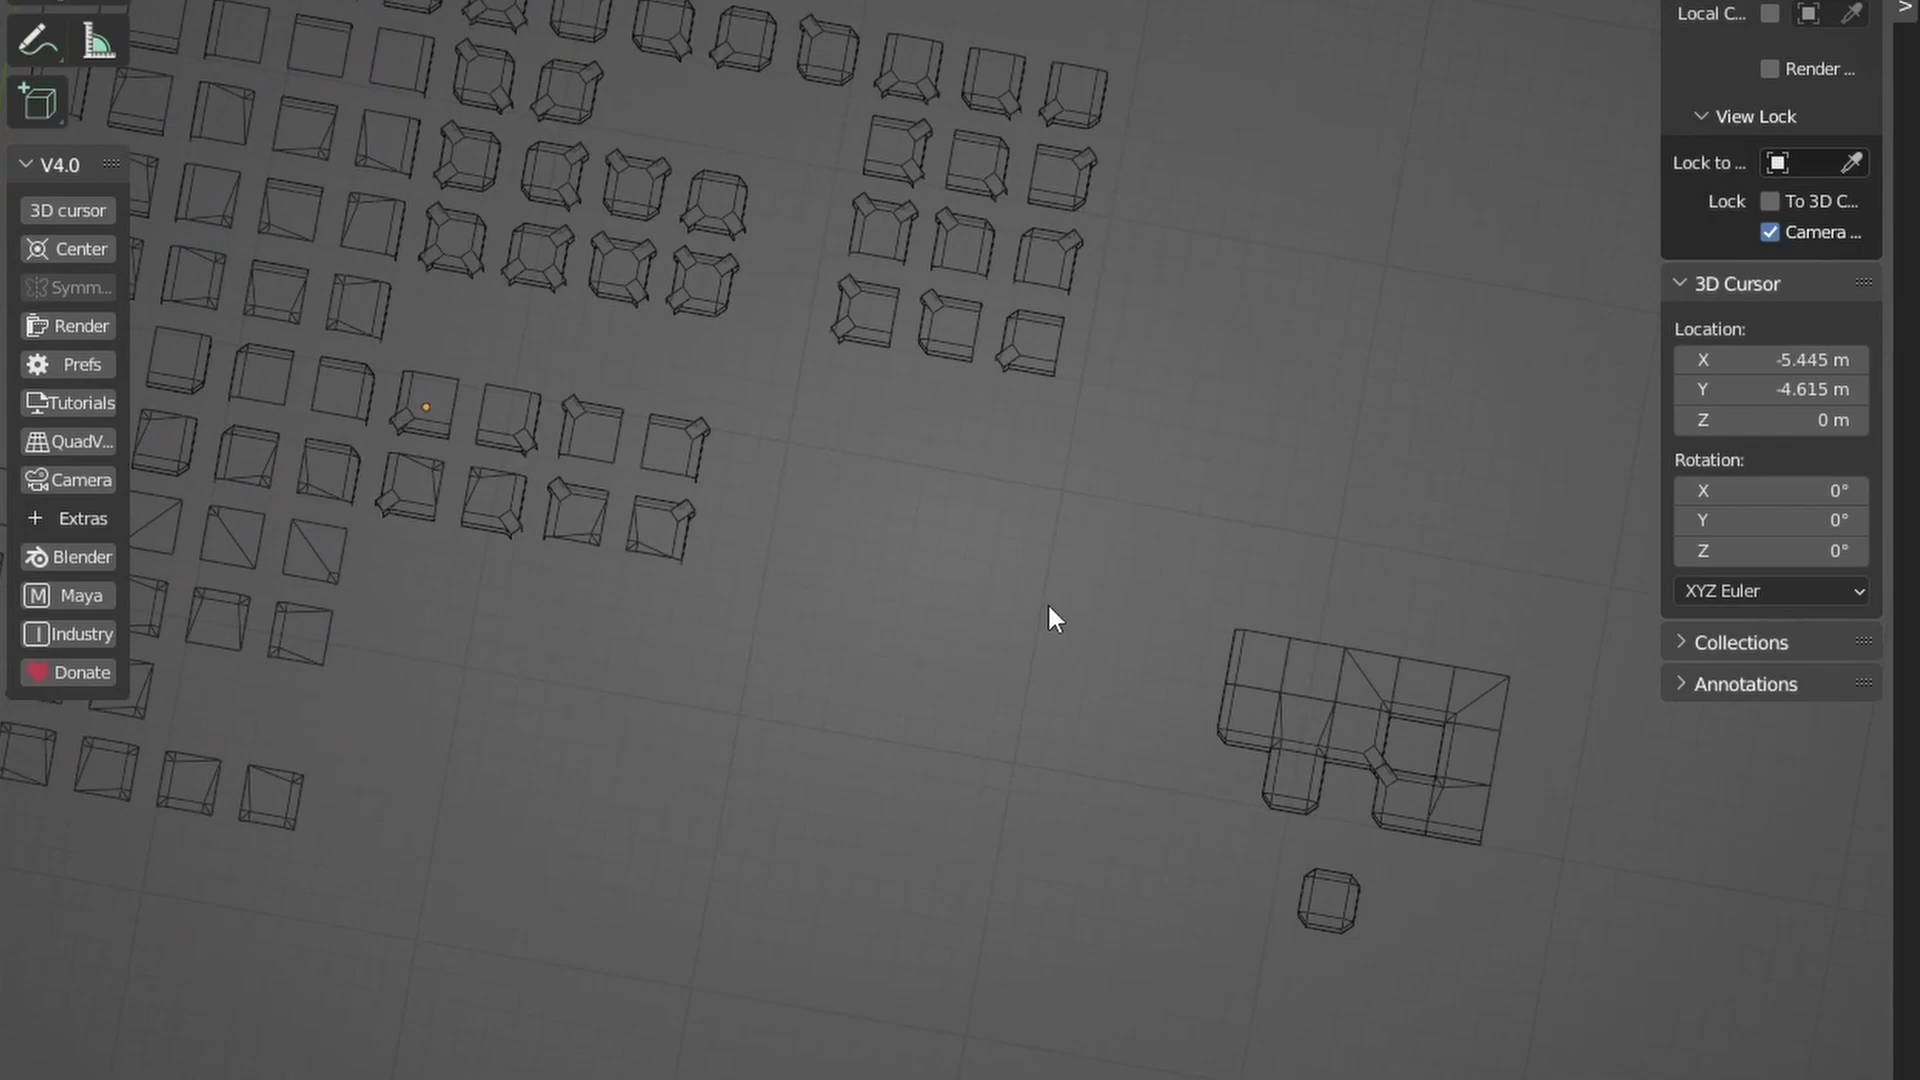 V4.0
3D cursor
Center
Symm...
Render
Prefs
Tutorials
QuadV...
Camera
Extras
Blender
M Maya
I Industry
Donate
Local C...
Render ...
View Lock
Lock to ...
Lock To 3D C...
Camera ...
3D Cursor
Location:
X -5.445 m
Y -4.615 m
Z 0 m
Rotation:
X 0°
Y 0°
Z 0°
XYZ Euler
Collections
Annotations